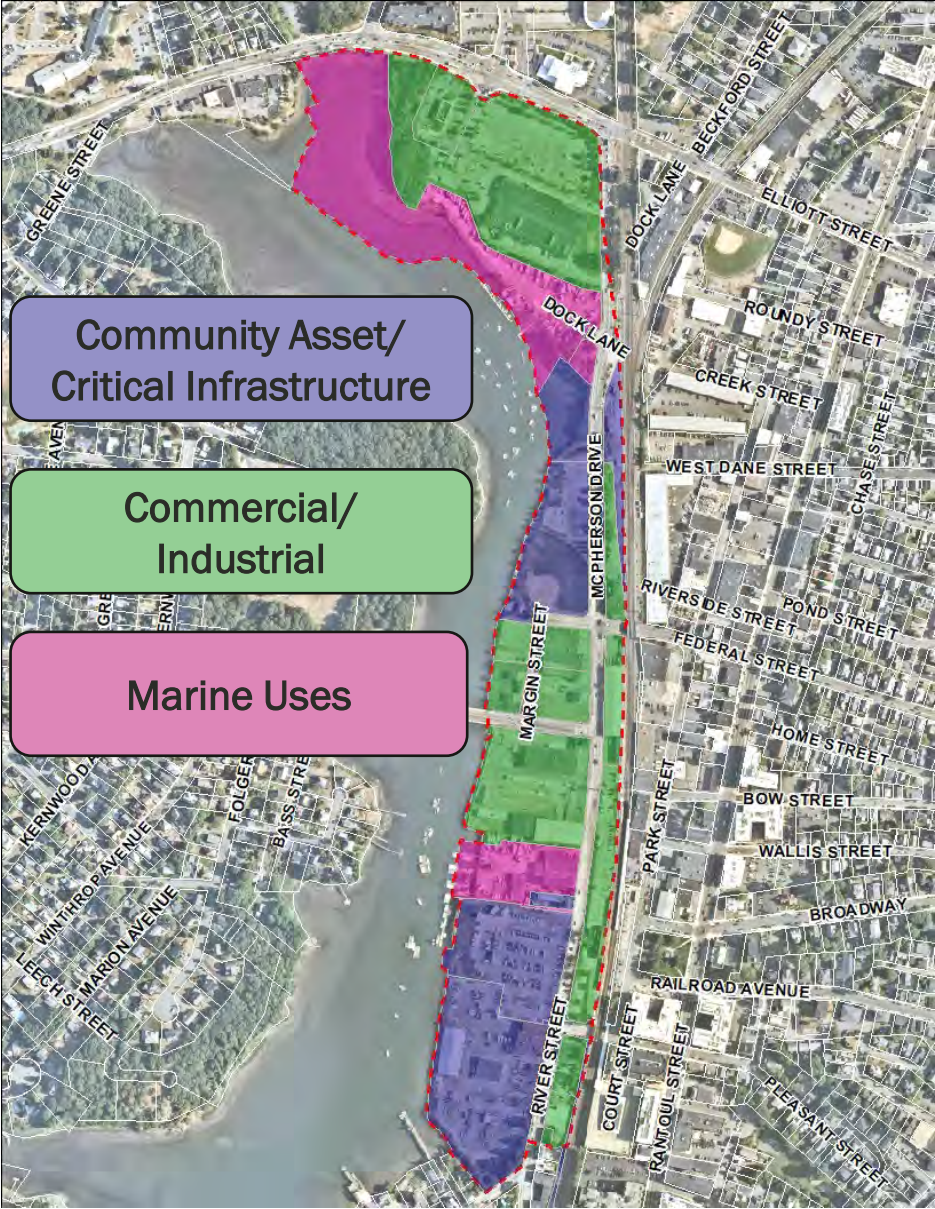 BECKFORD STREET
GREENE STREET
DOCK LANE
ELLIOTT STREET
Community Asset/
Critical Infrastructure
DOCK LANE
ROUNDY STREET
CREEK STREET
CHASE STREET
WEST DANE STREET
MCPHERSON DRIVE
Commercial/
Industrial
RIVERSIDE STREET
POND STREET
FEDERAL STREET
MARGIN STREET
Marine Uses
HOME STREET
KERNWOOD A
FOLGER
BASS STRE
PARK STREET
BOW STREET
WALLIS STREET
WINTHROP AVENUE
MARION AVENUE
BROADWAY
LEECH STREET
RAILROAD AVENUE
RIVER STREET
COURT STREET
RANTOUL STREET
PLEASANT STREET